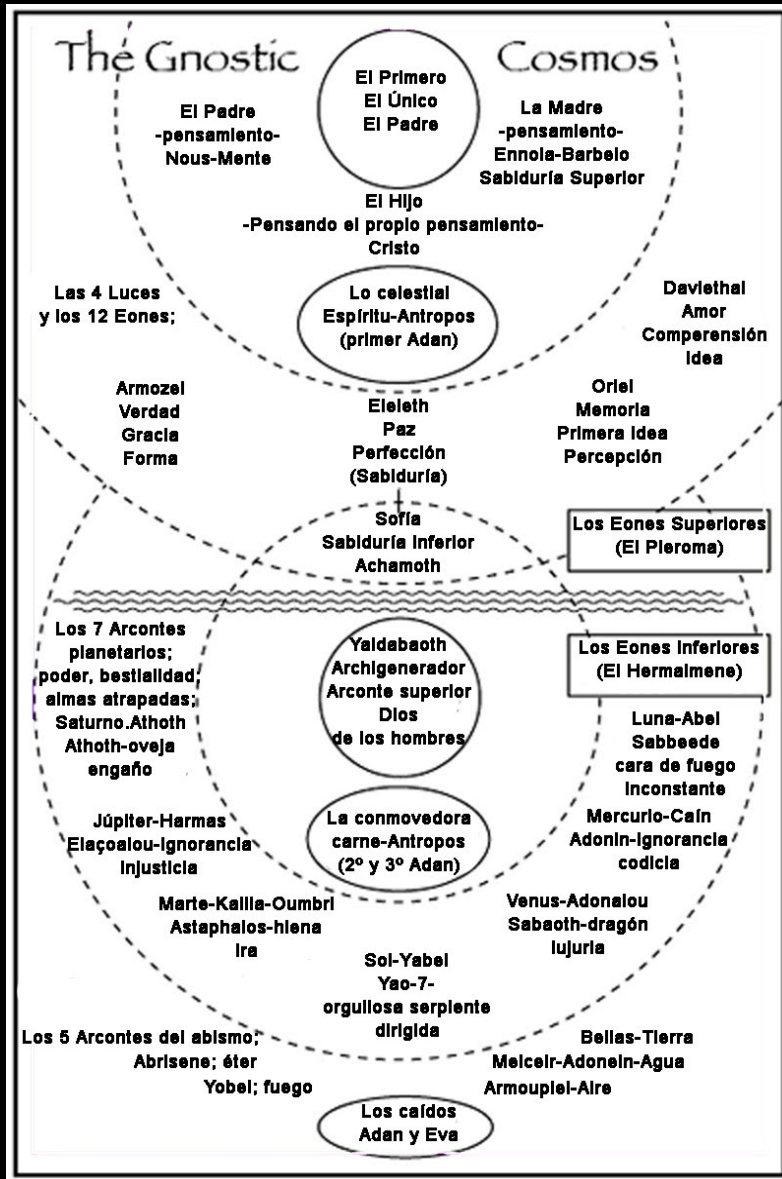 The Gnostic Cosmos
El Primero
El Único
El Padre
El Padre
-pensamiento-
Nous-Mente
La Madre
-pensamiento-
Ennoia-Barbelo
Sabiduría Superior
El Hijo
-Pensando el propio pensamiento-
Cristo
Las 4 Luces
y los 12 Eones;
Lo celestial
Espíritu-Antropos
(primer Adan)
Daviethal
Amor
Comperensión
Idea
Armozel
Verdad
Gracia
Forma
Eleleth
Paz
Perfección
(Sabiduría)
Oriel
Memoria
Primera idea
Percepción
Sofía
Sabiduría inferior
Achamoth
Los Eones Superiores
(El Pleroma)
Los 7 Arcontes
planetarios;
poder, bestialidad;
almas atrapadas;
Saturno.Athoth
Athoth-oveja
engaño
Yaldabaoth
Archigenerador
Arconte superior
Dios
de los hombres
Los Eones inferiores
(El Hermaimene)
Luna-Abel
Sabbeede
cara de fuego
inconstante
Júpiter-Harmas
Elaçoaiou-ignorancia
injusticia
La conmovedora
carne-Antropos
(2º y 3º Adan)
Mercurio-Caín
Adonin-ignorancia
codicia
Marte-Kalila-Oumbri
Astaphaios-hiena
ira
Venus-Adonaiou
Sabaoth-dragón
lujuria
Sol-Yabel
Yao-7-
orgullosa serpiente
dirigida
Los 5 Arcontes del abismo;
Abrisene; éter
Yobel; fuego
Bellas-Tierra
Melceir-Adonein-Agua
Armoupiel-Aire
Los caídos
Adan y Eva